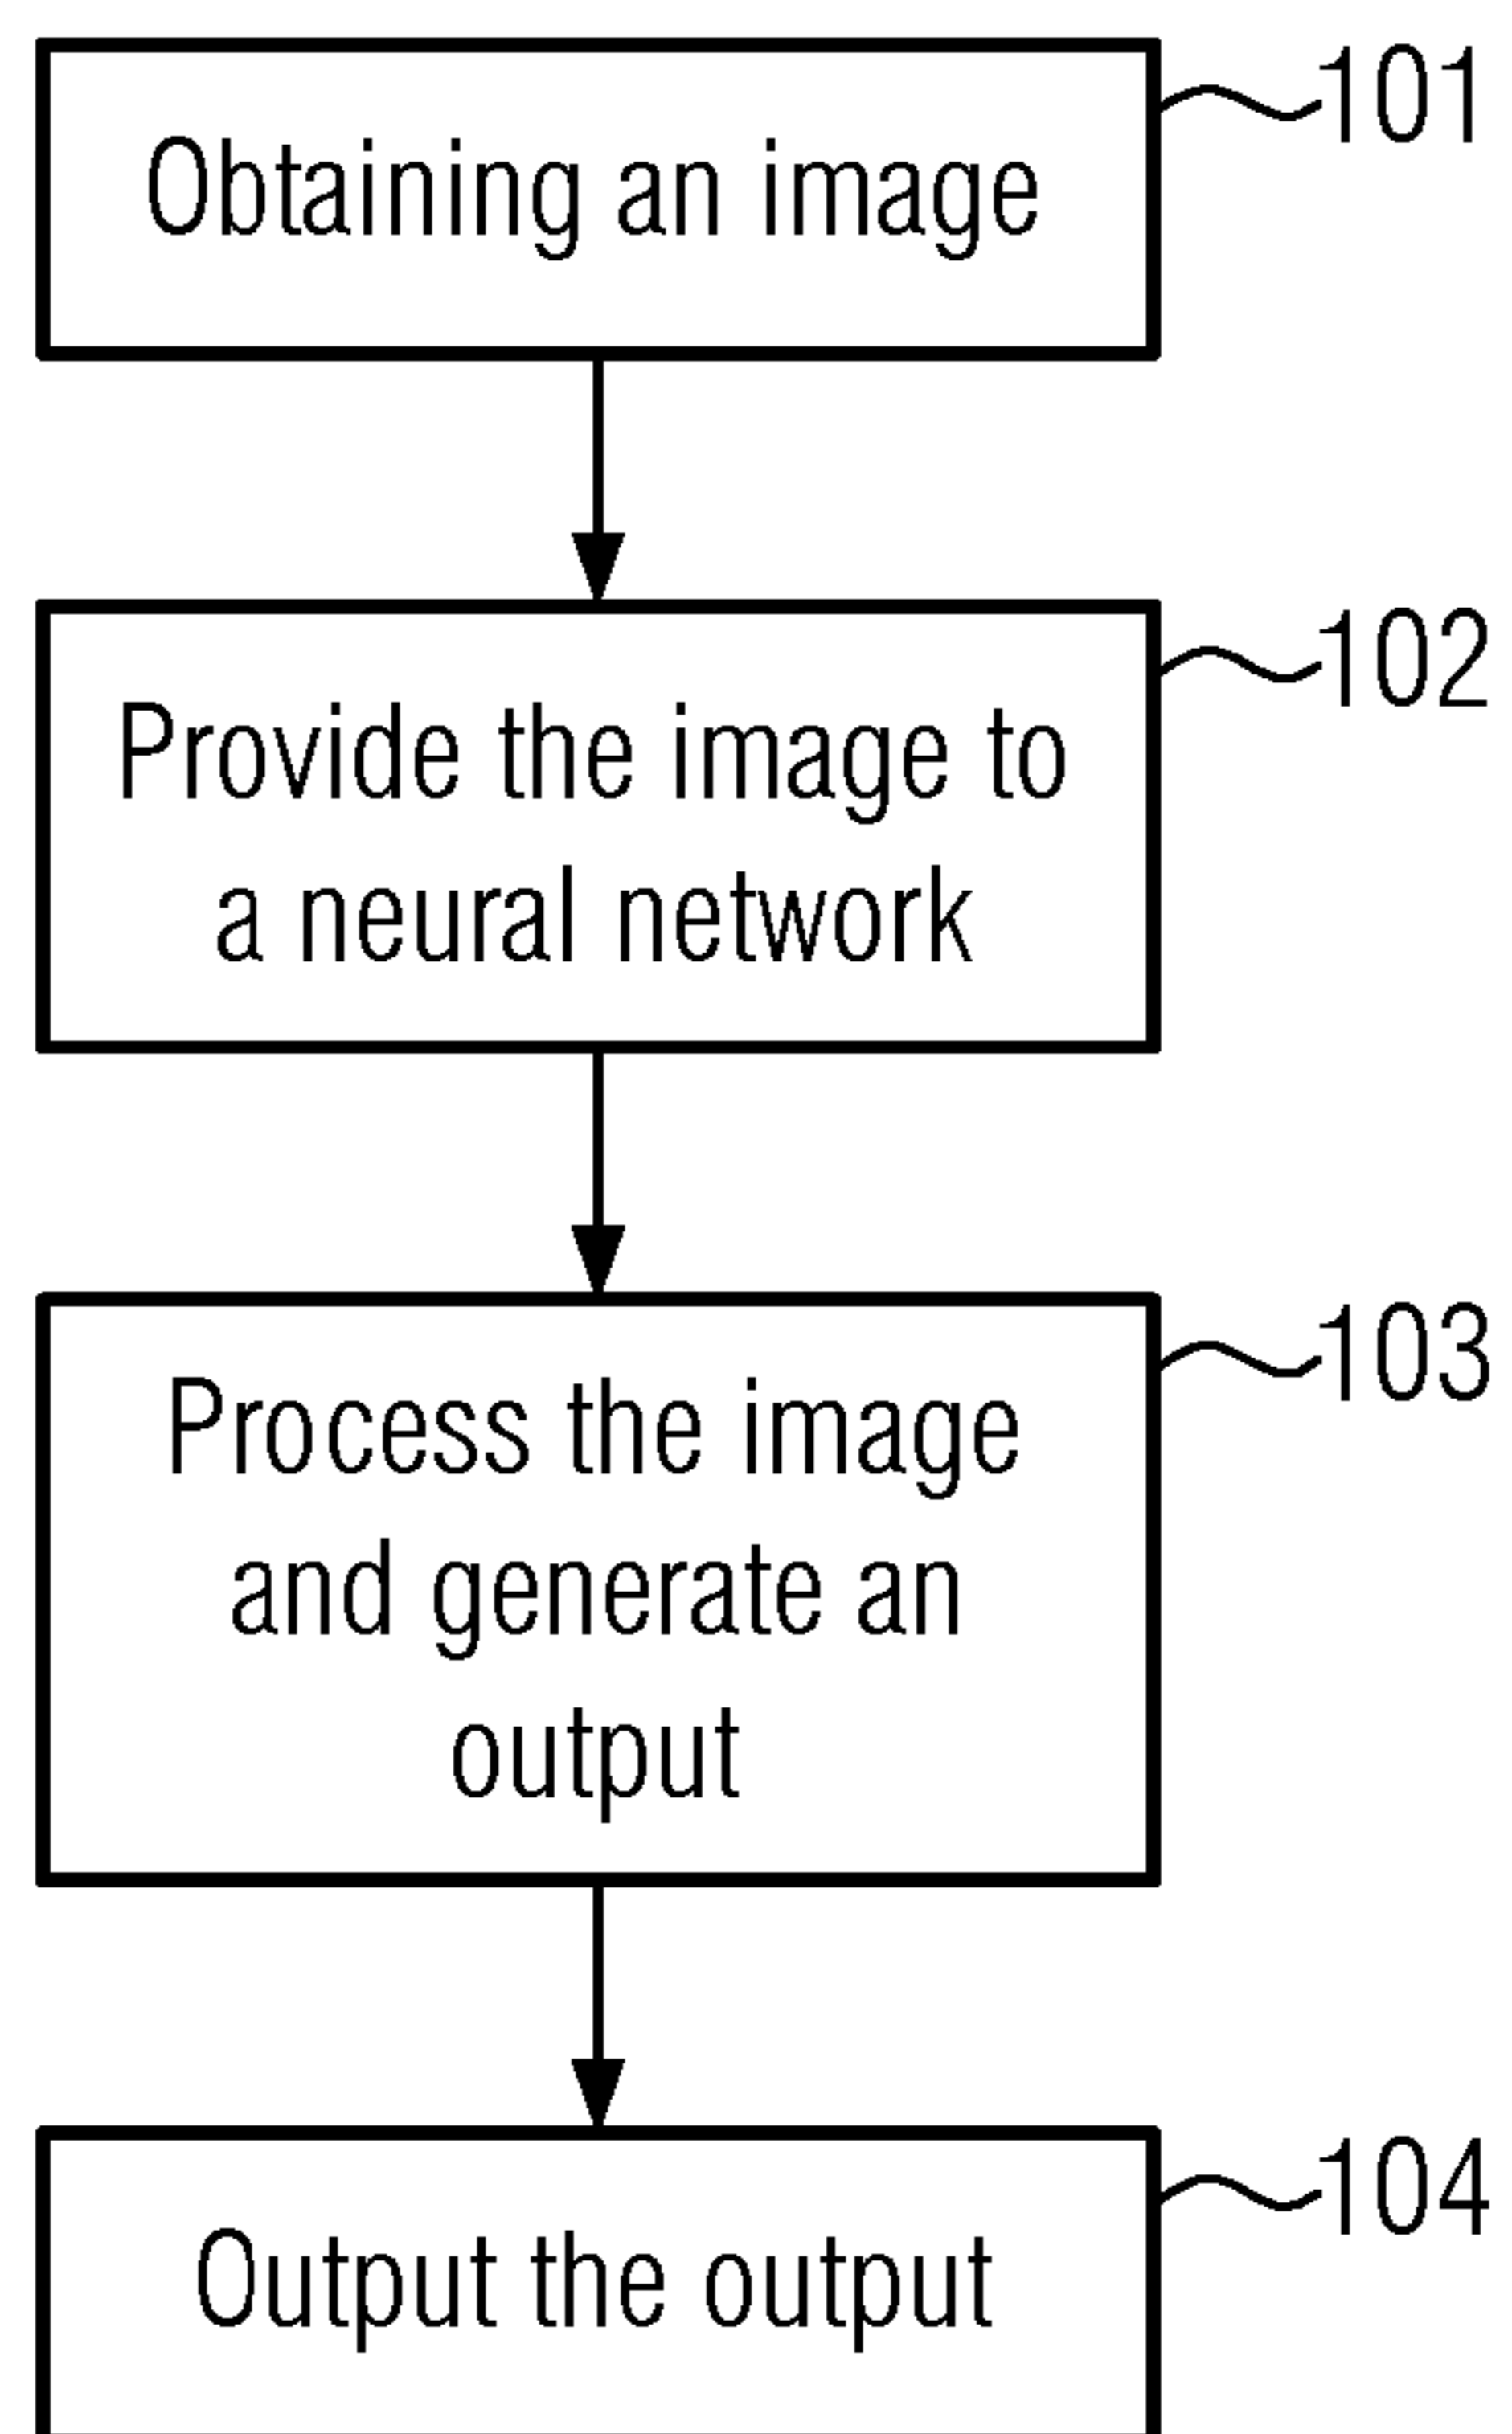 Obtaining an image
101
Provide the image to
a neural network
102
Process the image
and generate an
output
103
Output the output
104